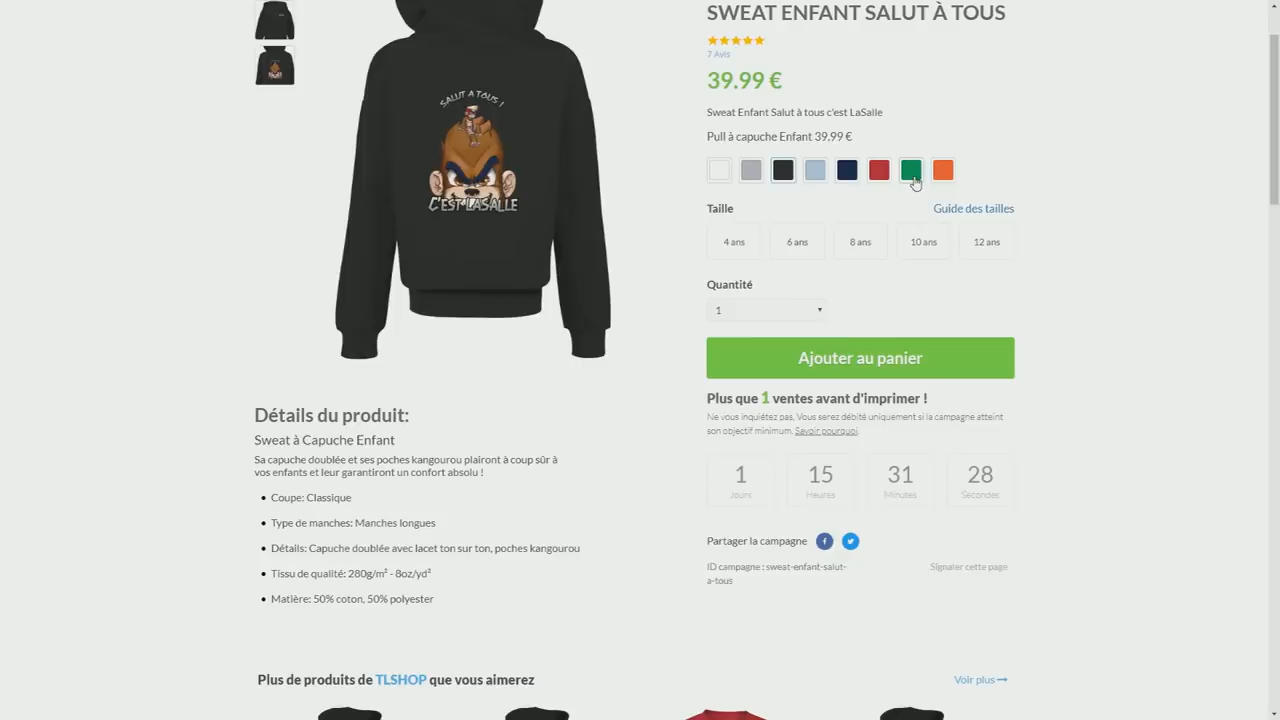 SWEAT ENFANT SALUT À TOUS
7 Avis
39.99 €
Sweat Enfant Salut à tous c'est LaSalle
Pull à capuche Enfant 39.99 €
Taille
Guide des tailles
4 ans
6 ans
8 ans
10 ans
12 ans
Quantité
1
Ajouter au panier
Plus que 1 ventes avant d'imprimer !
Ne vous inquiétez pas, Vous serez débité uniquement si la campagne atteint
son objectif minimum. Savoir pourquoi.
1
15
31
28
Jours
Heures
Minutes
Secondes
Partager la campagne
ID campagne : sweat-enfant-salut-
a-tous
Signaler cette page
SALUT A TOUS !
C'EST LASALLE
Détails du produit:
Sweat à Capuche Enfant
Sa capuche doublée et ses poches kangourou plairont à coup sûr à
vos enfants et leur garantiront un confort absolu !
Coupe: Classique
Type de manches: Manches longues
Détails: Capuche doublée avec lacet ton sur ton, poches kangourou
Tissu de qualité: 280g/m² - 8oz/yd²
Matière: 50% coton, 50% polyester
Plus de produits de TLSHOP que vous aimerez
Voir plus